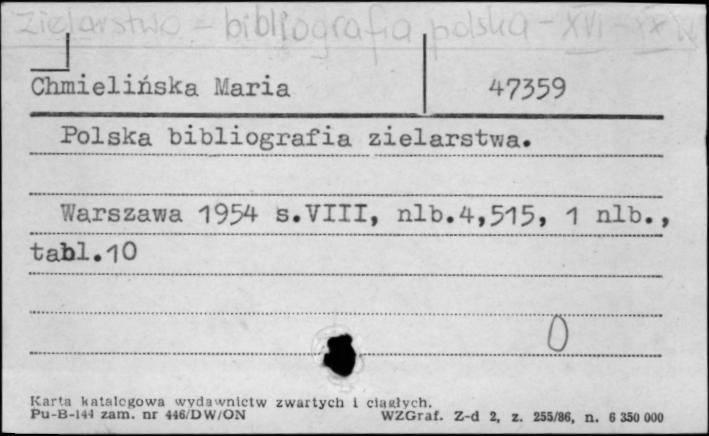 zielarstwo - bibliografia polska - XVI - XX w
Chmielińska Maria 47359
Polska bibliografia zielarstwa.
Warszawa 1954 s.VIII, nlb.4,515, 1 nlb.,
tabl.10
0
Karta katalogowa wydawnictw zwartych i ciągłych.
Pu-B-144 zam. nr 446/DW/ON WZGraf. Z-d 2, z. 255/86, n. 6 350 000